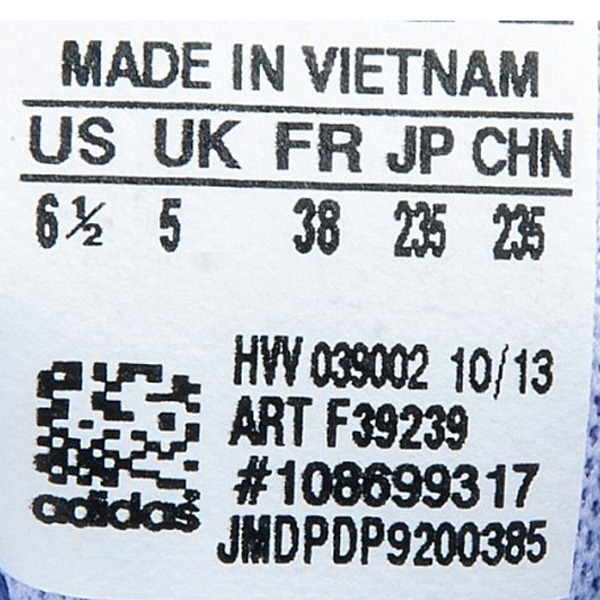 MADE IN VIETNAM
US UK FR JP CHN
6½ 5 38 235 235
HVV 039002 10/13
ART F39239
#108699317
adidas
JMDPDP9200385